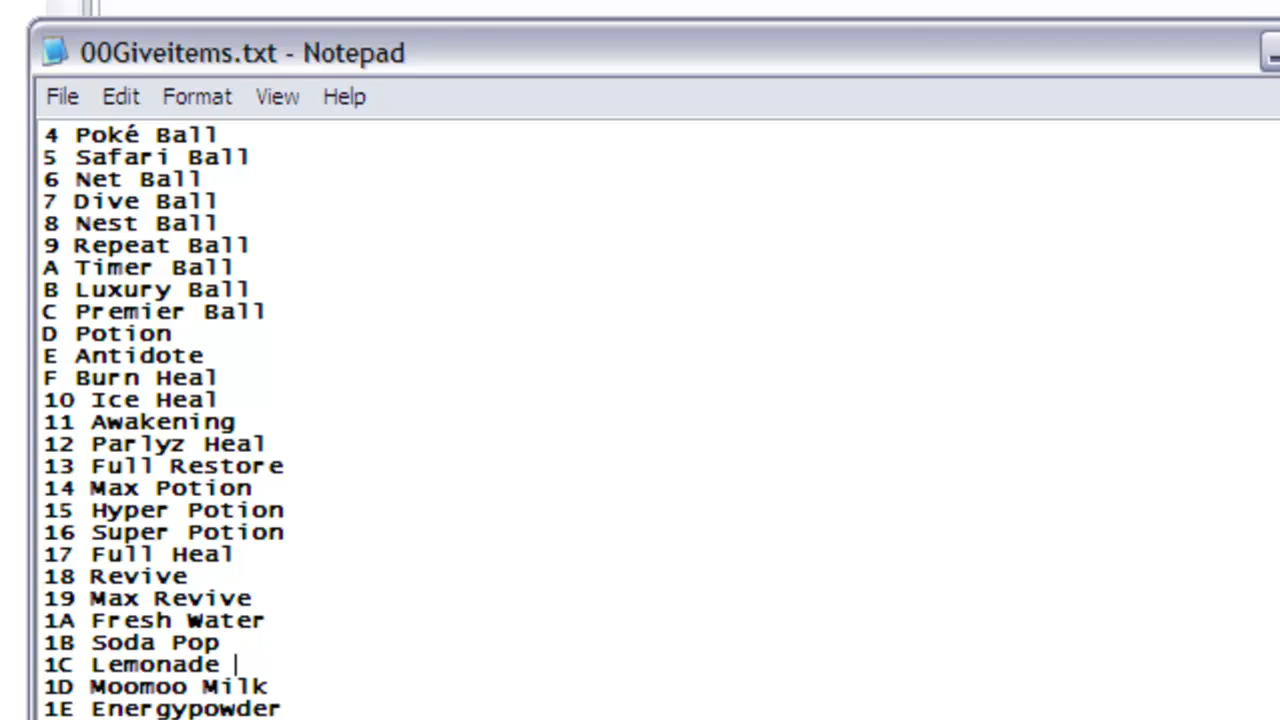 00Giveitems.txt - Notepad
File Edit Format View Help
4 Poké Ball
5 Safari Ball
6 Net Ball
7 Dive Ball
8 Nest Ball
9 Repeat Ball
A Timer Ball
B Luxury Ball
C Premier Ball
D Potion
E Antidote
F Burn Heal
10 Ice Heal
11 Awakening
12 Parlyz Heal
13 Full Restore
14 Max Potion
15 Hyper Potion
16 Super Potion
17 Full Heal
18 Revive
19 Max Revive
1A Fresh Water
1B Soda Pop
1C Lemonade
1D Moomoo Milk
1E Energypowder